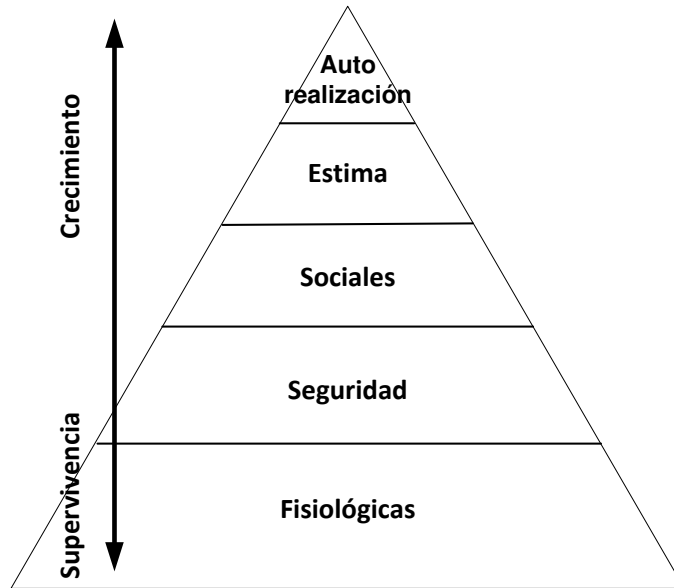 Auto
realización
Crecimiento
Estima
Sociales
Seguridad
Supervivencia
Fisiológicas